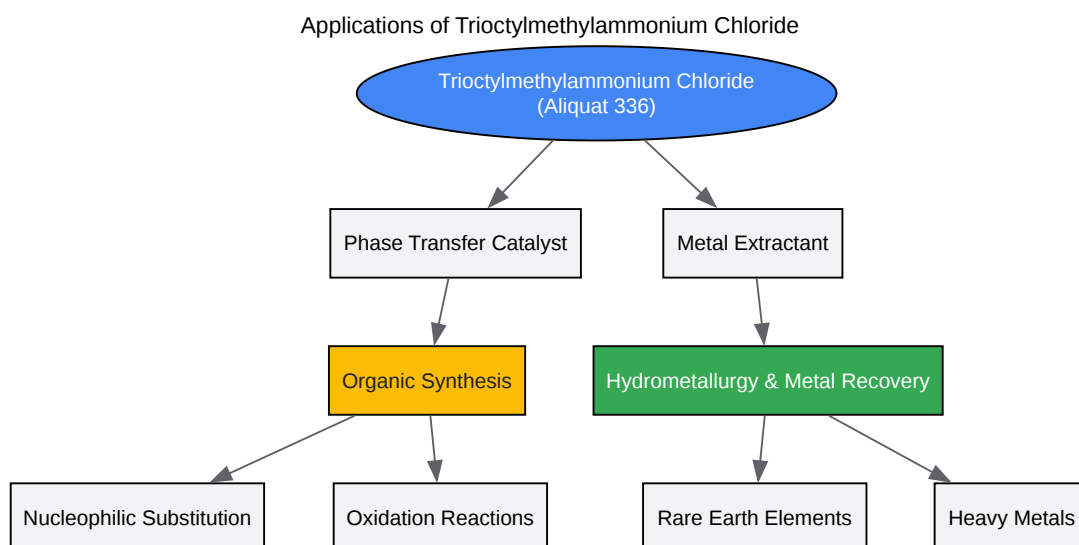 Applications of Trioctylmethylammonium Chloride
Trioctylmethylammonium Chloride
(Aliquat 336)
Phase Transfer Catalyst
Metal Extractant
Organic Synthesis
Hydrometallurgy & Metal Recovery
Nucleophilic Substitution
Oxidation Reactions
Rare Earth Elements
Heavy Metals